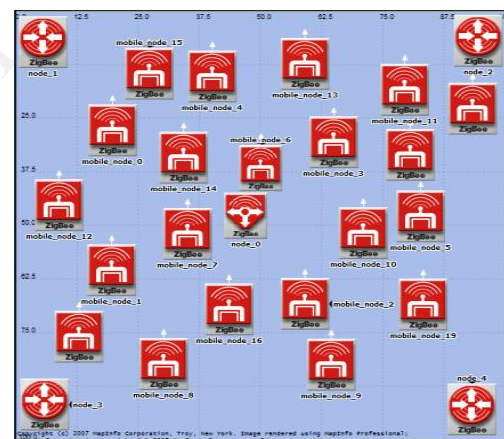 12.5 25.0 37.5 50.0 62.5 75.0 87.5
ZigBee
node_1
mobile_node_15
ZigBee
mobile_node_4
ZigBee
mobile_node_13
ZigBee
mobile_node_11
ZigBee
node_2
ZigBee
25.0
ZigBee
mobile_node_0
ZigBee
mobile_node_14
mobile_node_6
ZigBee
ZigBee
mobile_node_3
ZigBee
37.5
ZigBee
mobile_node_12
ZigBee
mobile_node_7
node_0
ZigBee
mobile_node_10
ZigBee
mobile_node_5
50.0
62.5
ZigBee
mobile_node_1
ZigBee
mobile_node_16
ZigBee
mobile_node_2
ZigBee
mobile_node_19
75.0
ZigBee
ZigBee
mobile_node_8
ZigBee
mobile_node_9
node_3
ZigBee
node_4
ZigBee
Copyright (c) 2007 MapInfo Corporation, Troy, New York. Image rendered using MapInfo Professional;